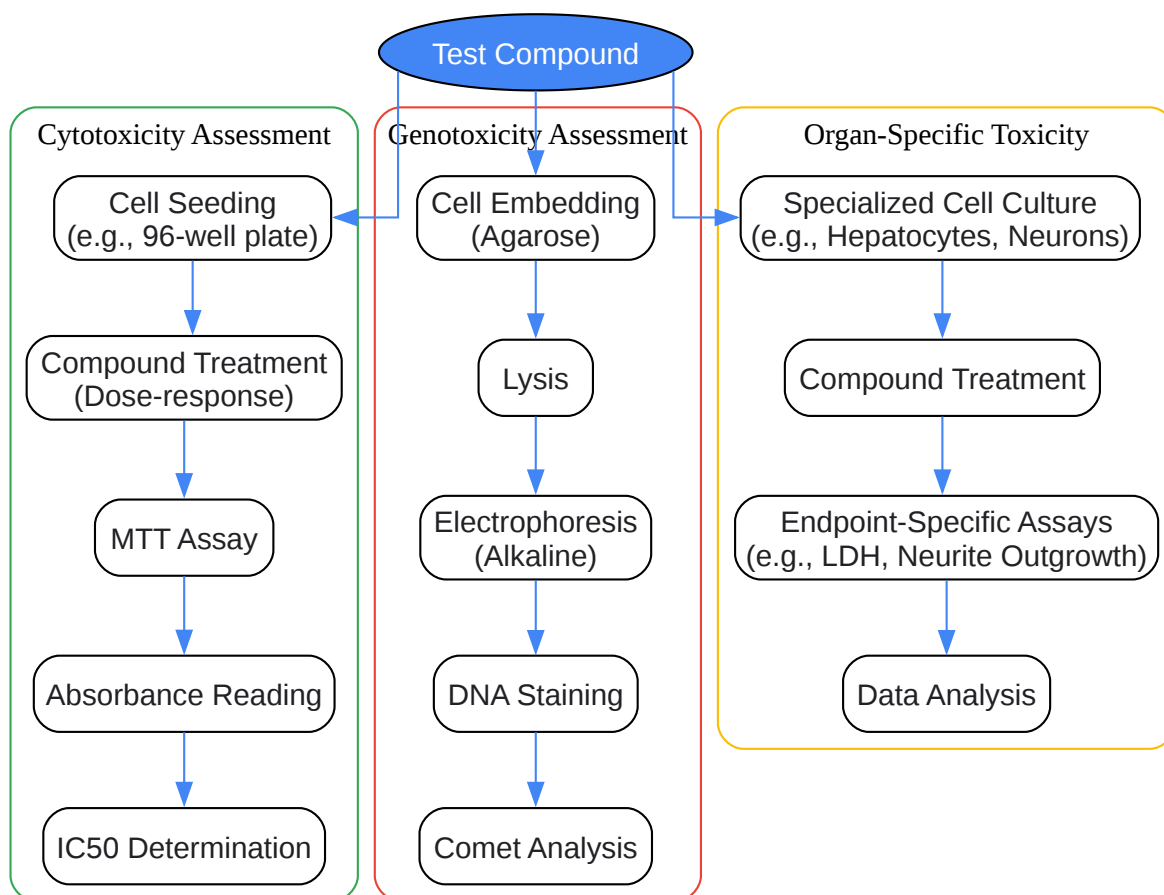 Test Compound
Cytotoxicity Assessment
Cell Seeding
(e.g., 96-well plate)
Compound Treatment
(Dose-response)
MTT Assay
Absorbance Reading
IC50 Determination
Genotoxicity Assessment
Cell Embedding
(Agarose)
Lysis
Electrophoresis
(Alkaline)
DNA Staining
Comet Analysis
Organ-Specific Toxicity
Specialized Cell Culture
(e.g., Hepatocytes, Neurons)
Compound Treatment
Endpoint-Specific Assays
(e.g., LDH, Neurite Outgrowth)
Data Analysis